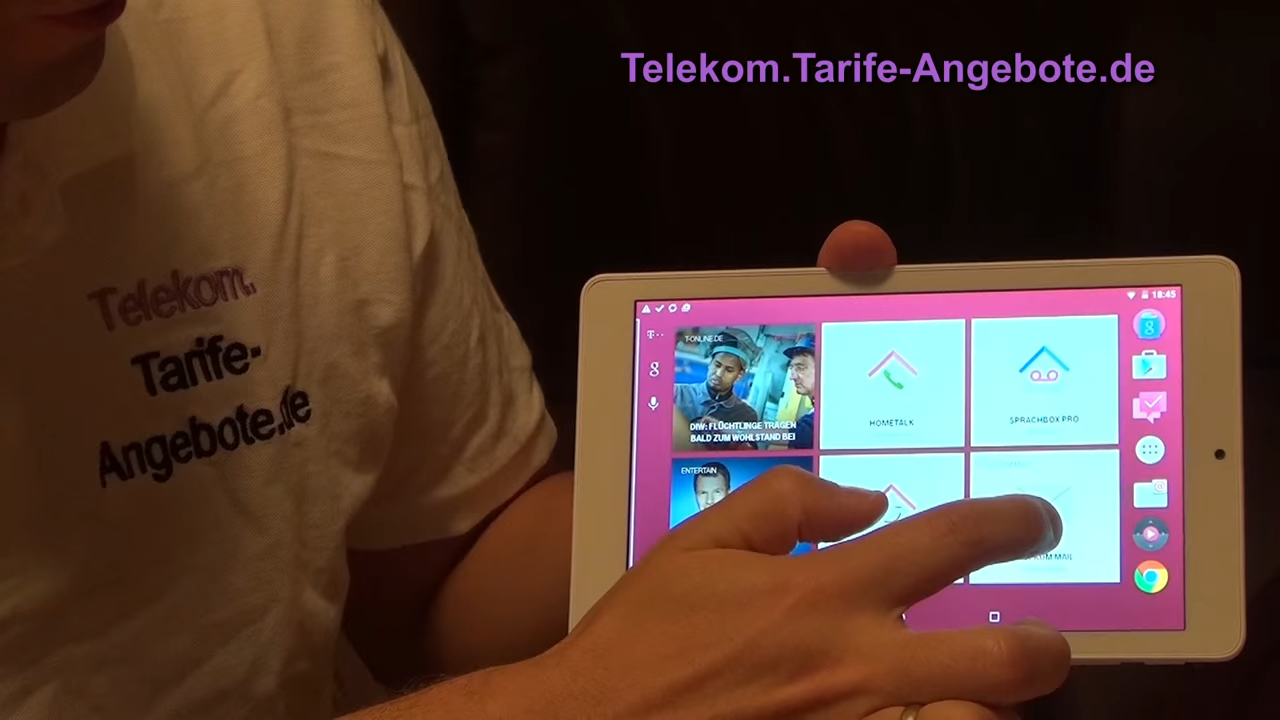 Telekom.Tarife-Angebote.de
Telekom.
Tarife-
Angebote.de
18:45
T-ONLINE.DE
DIW: FLÜCHTLINGE TRAGEN
BALD ZUM WOHLSTAND BEI
HOMETALK
SPRACHBOX PRO
ENTERTAIN
MAIL